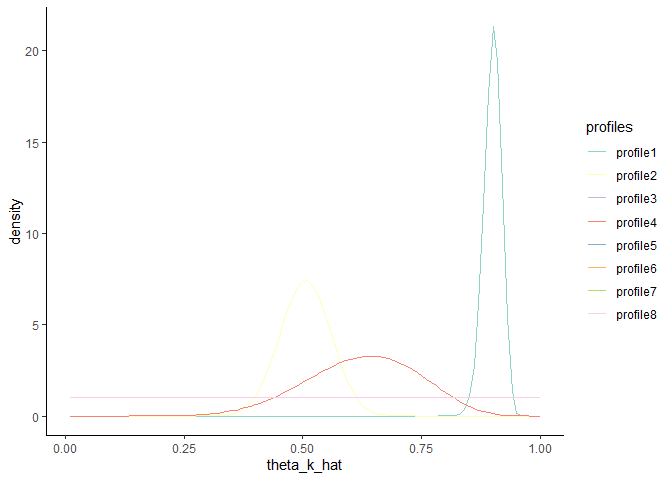 20
15
10
5
0
density
0.00 0.25 0.50 0.75 1.00
theta_k_hat
profiles
profile1
profile2
profile3
profile4
profile5
profile6
profile7
profile8